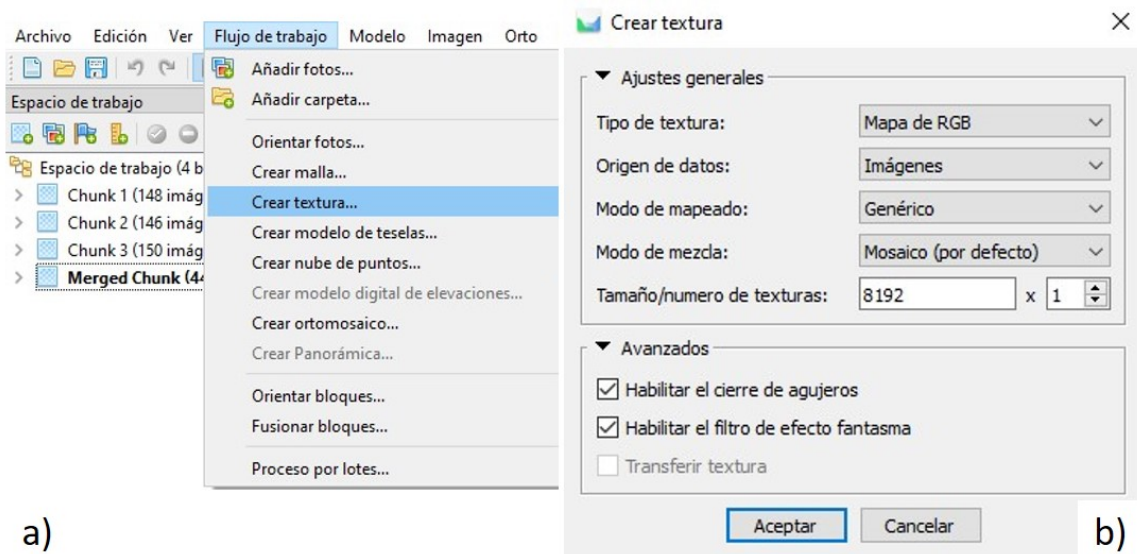 Archivo Edición Ver Flujo de trabajo Modelo Imagen Orto
Añadir fotos...
Espacio de trabajo
Añadir carpeta...
Orientar fotos...
Espacio de trabajo (4 b
Crear malla...
Chunk 1 (148 imág
Crear textura...
Chunk 2 (146 imág
Crear modelo de teselas...
Chunk 3 (150 imág
Crear nube de puntos...
Merged Chunk (44
Crear modelo digital de elevaciones...
Crear ortomosaico...
Crear Panorámica...
Orientar bloques...
Fusionar bloques...
Proceso por lotes...
a)
Crear textura
Ajustes generales
Tipo de textura: Mapa de RGB
Origen de datos: Imágenes
Modo de mapeado: Genérico
Modo de mezcla: Mosaico (por defecto)
Tamaño/numero de texturas: 8192 x 1
Avanzados
Habilitar el cierre de agujeros
Habilitar el filtro de efecto fantasma
Transferir textura
Aceptar Cancelar
b)